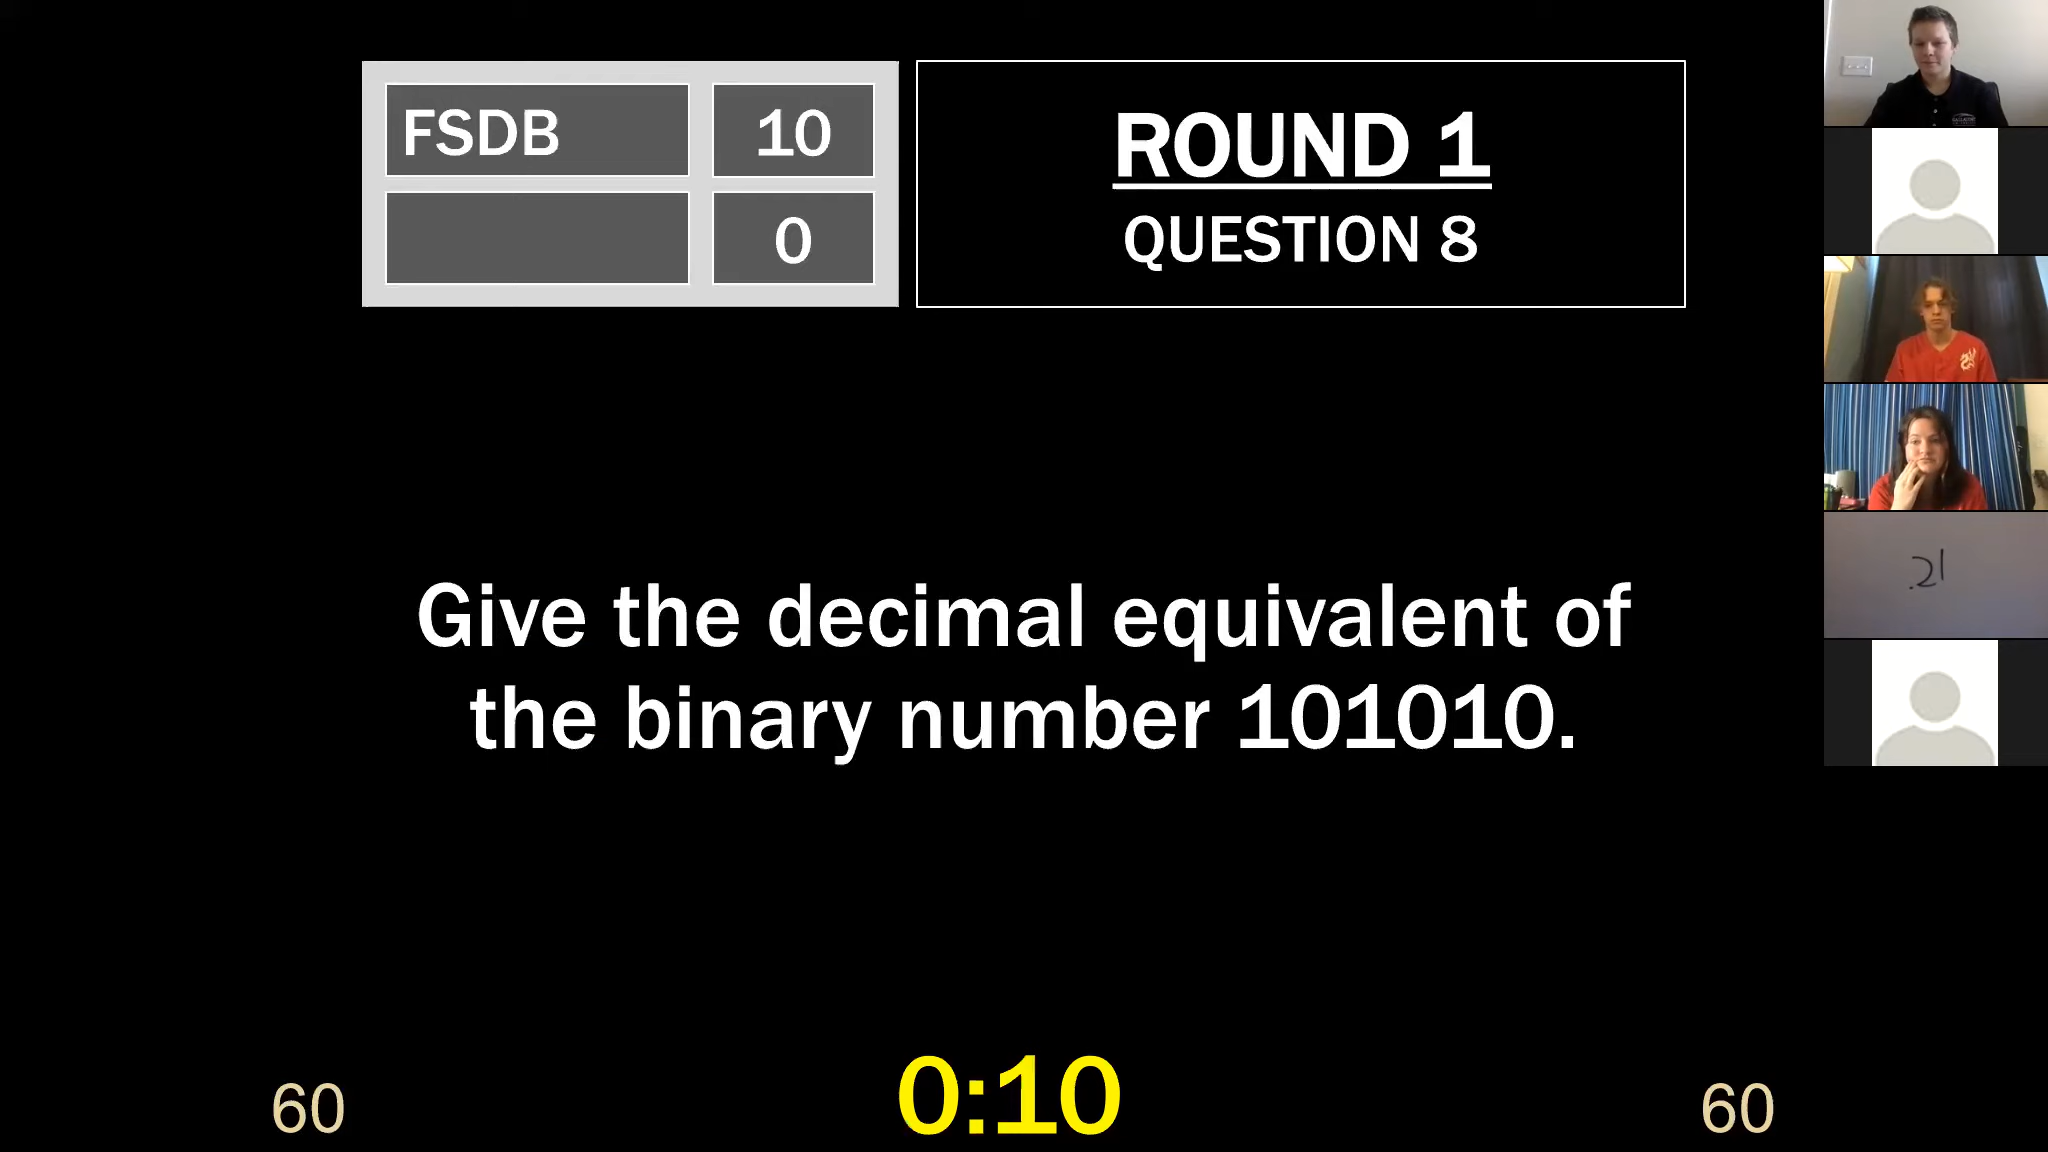 FSDB 10
0
ROUND 1
QUESTION 8
Give the decimal equivalent of
the binary number 101010.
.21
60
0:10
60